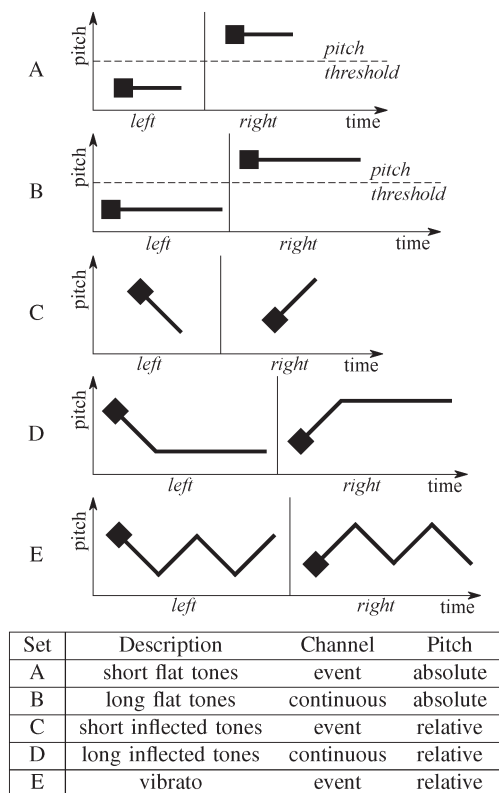 pitch
A
pitch
threshold
left
right
time
pitch
B
pitch
threshold
left
right
time
pitch
C
left
right
time
pitch
D
left
right
time
pitch
E
left
right
time
Set Description Channel Pitch
A short flat tones event absolute
B long flat tones continuous absolute
C short inflected tones event relative
D long inflected tones continuous relative
E vibrato event relative